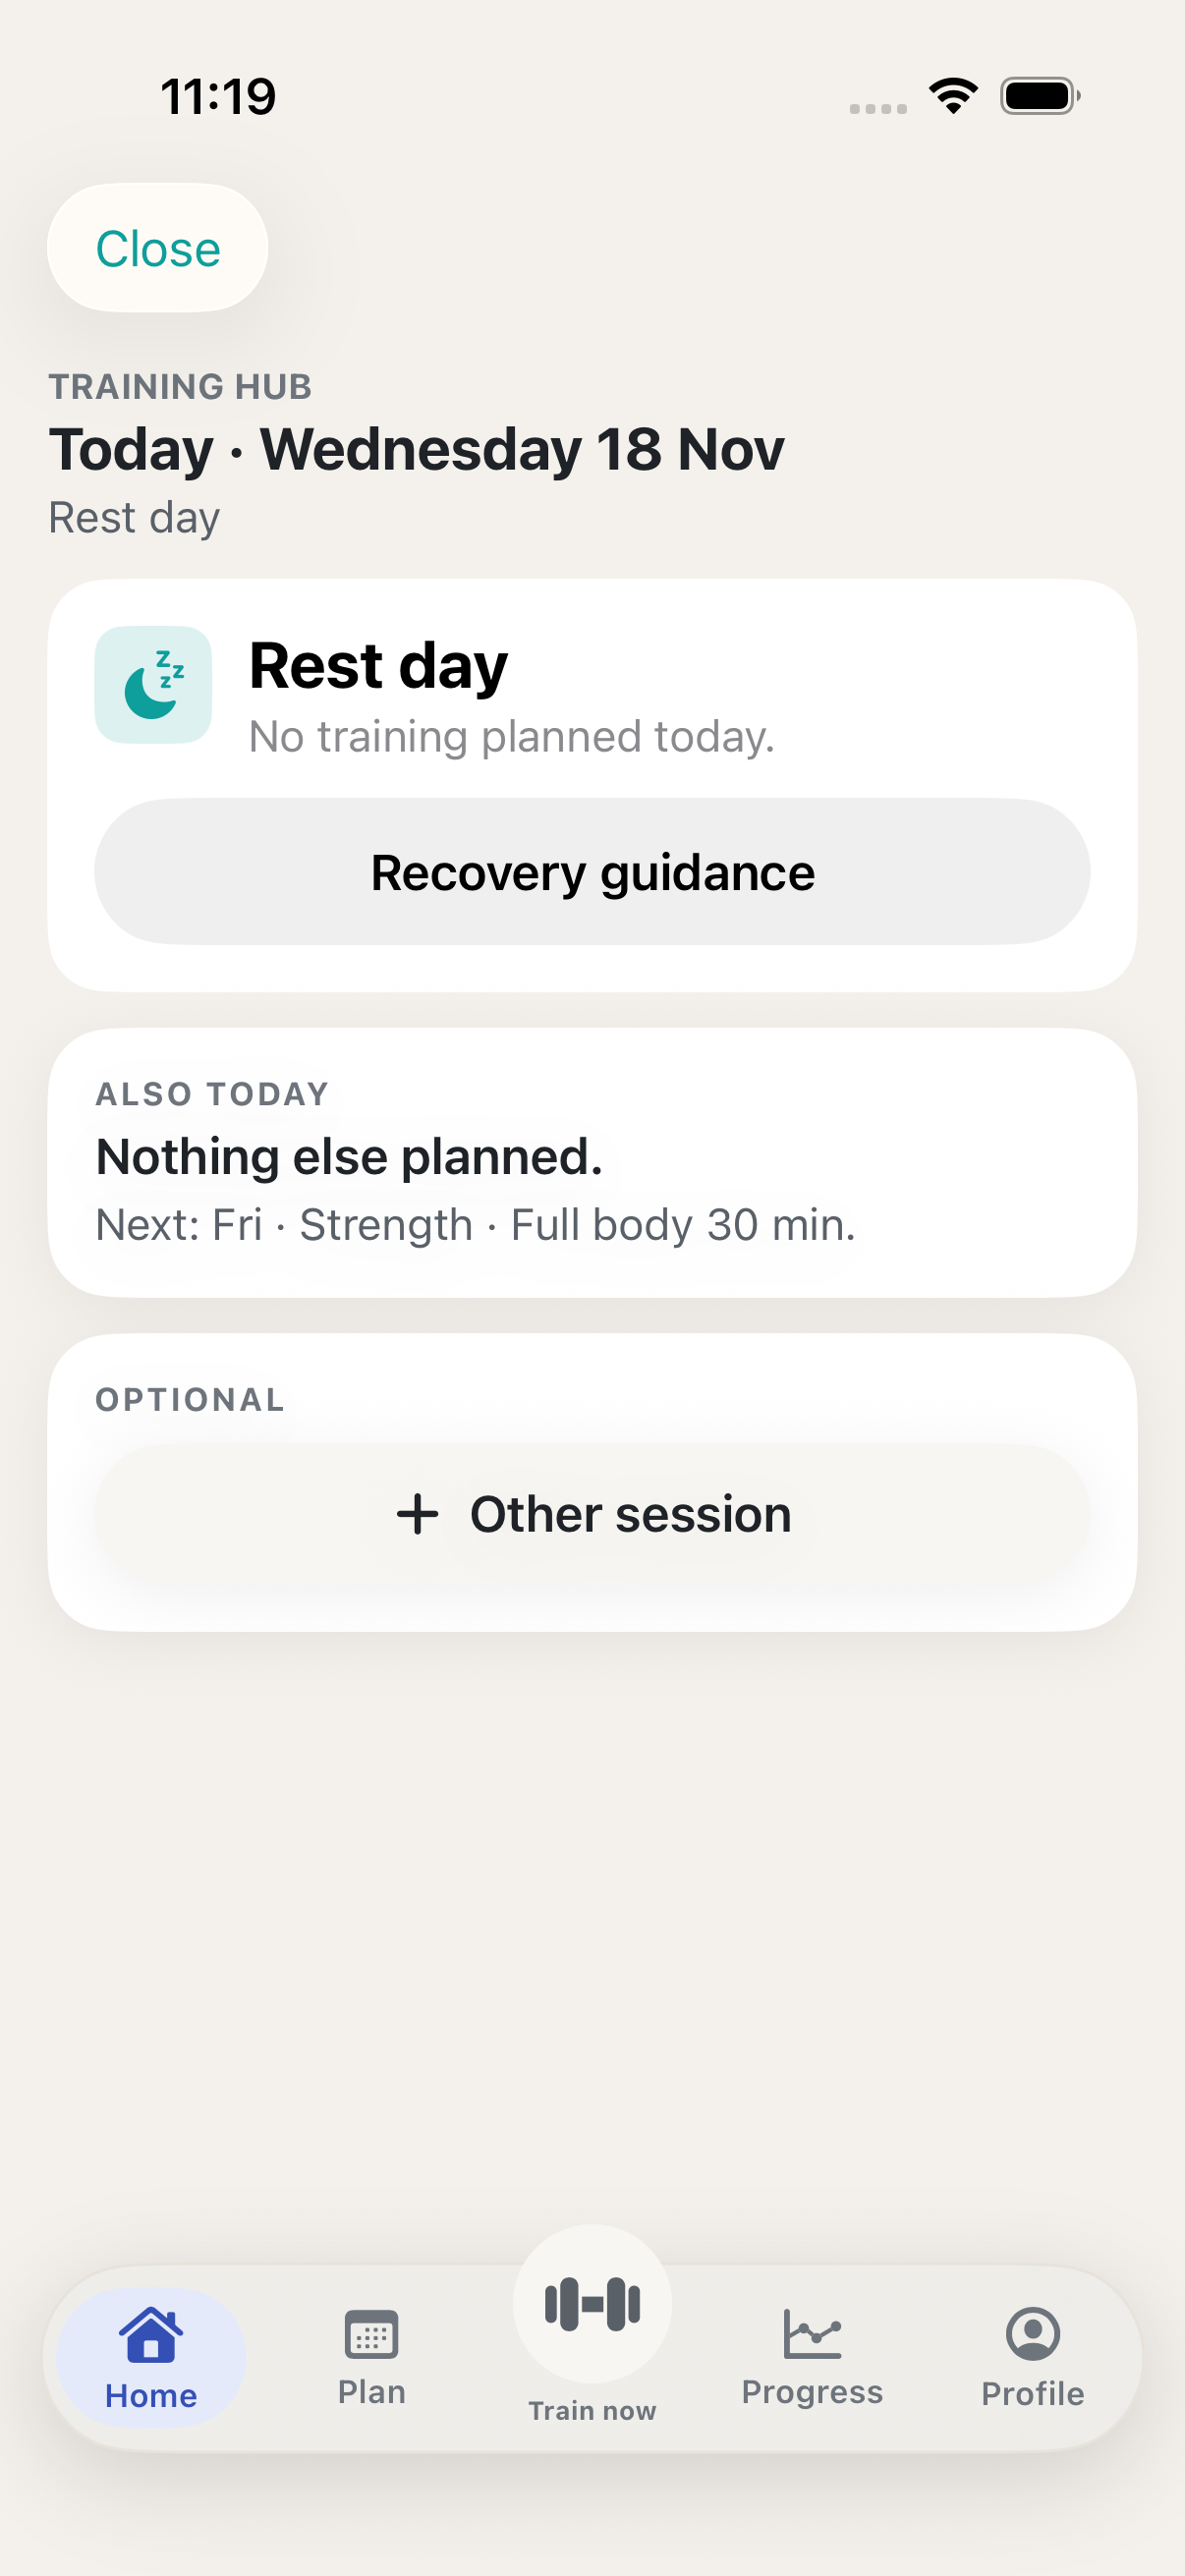 11:19
Close
TRAINING HUB
Today · Wednesday 18 Nov
Rest day
Rest day
No training planned today.
Recovery guidance
ALSO TODAY
Nothing else planned.
Next: Fri · Strength · Full body 30 min.
OPTIONAL
+ Other session
Home
Plan
Train now
Progress
Profile